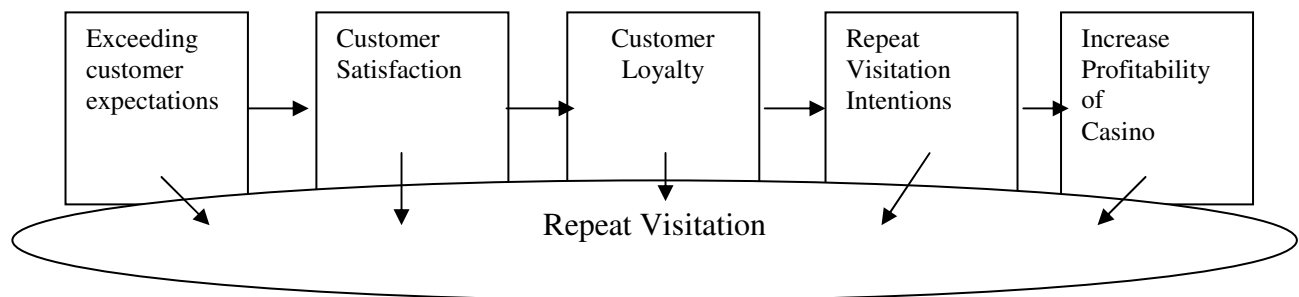 Exceeding
customer
expectations
Customer
Satisfaction
Customer
Loyalty
Repeat
Visitation
Intentions
Increase
Profitability
of
Casino
Repeat Visitation